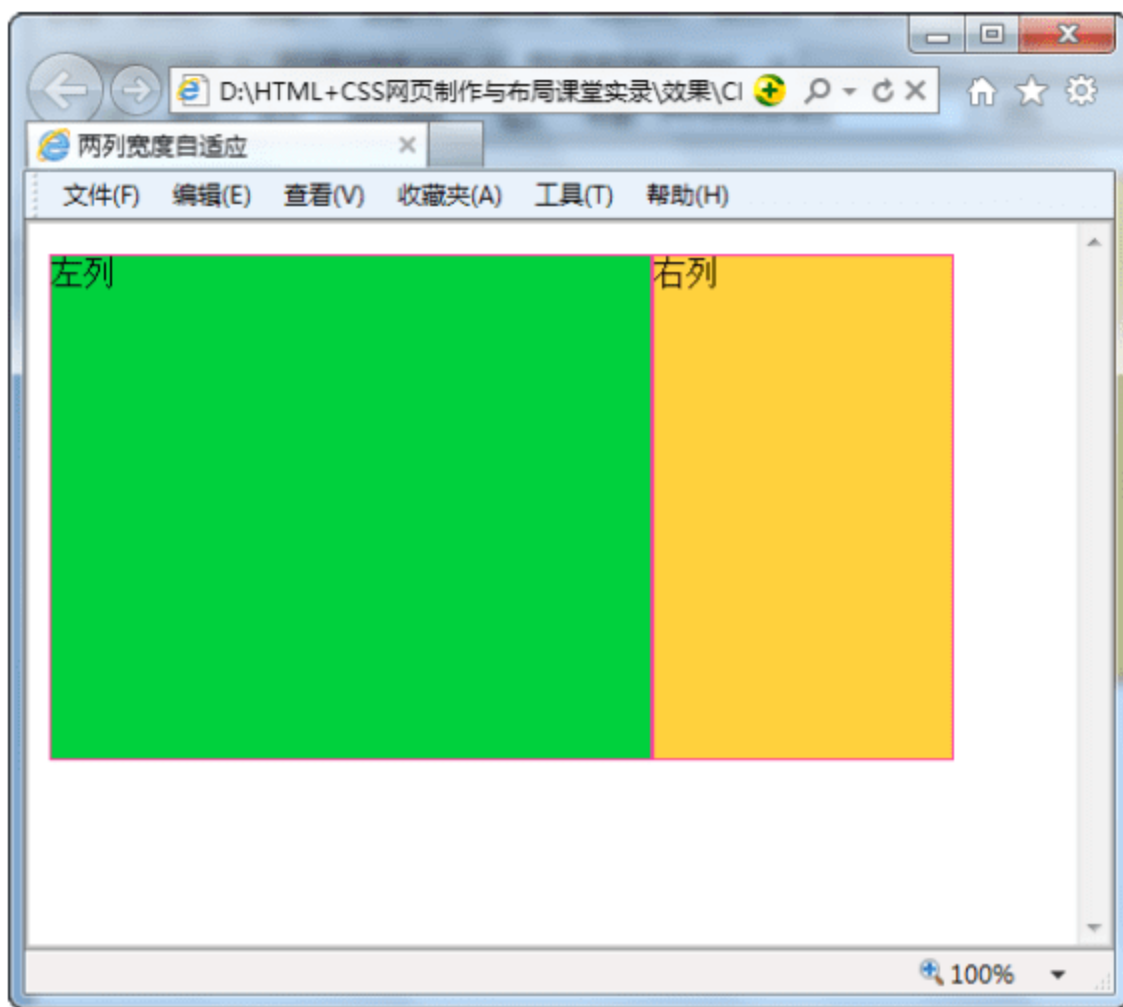 D:\HTML+CSS网页制作与布局课堂实录\效果\CI
两列宽度自适应
文件(F) 编辑(E) 查看(V) 收藏夹(A) 工具(T) 帮助(H)
左列 右列
100%